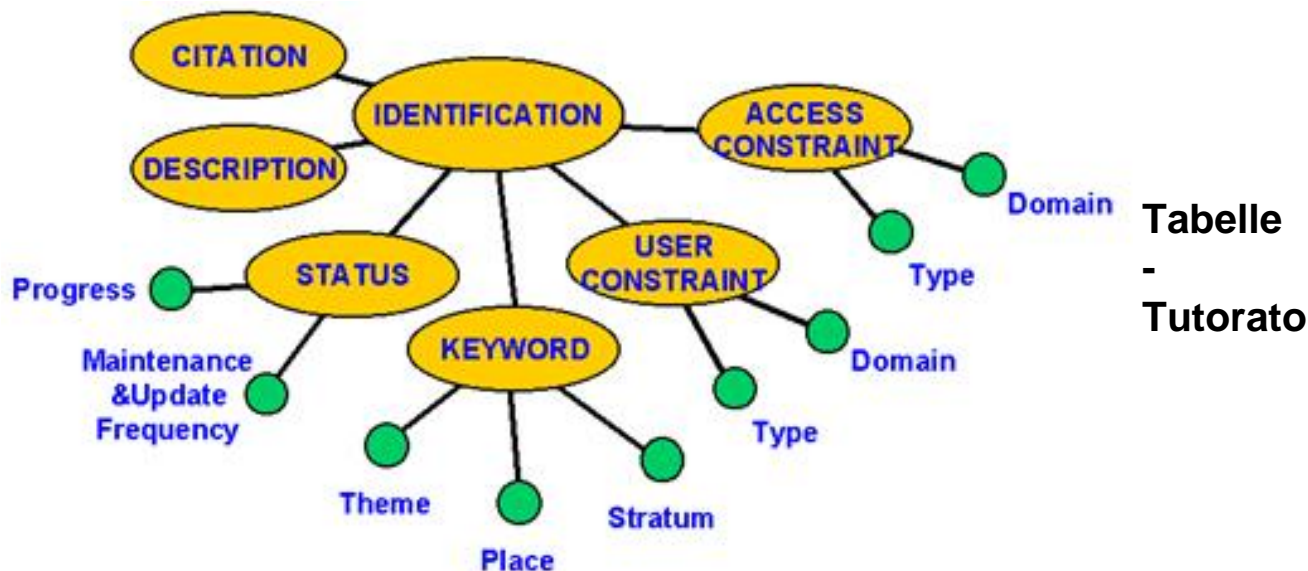 CITATION
IDENTIFICATION
ACCESS
CONSTRAINT
DESCRIPTION
Domain
Type
STATUS
USER
CONSTRAINT
Progress
KEYWORD
Domain
Maintenance
&Update
Frequency
Type
Theme
Stratum
Place
Tabelle
-
Tutorato